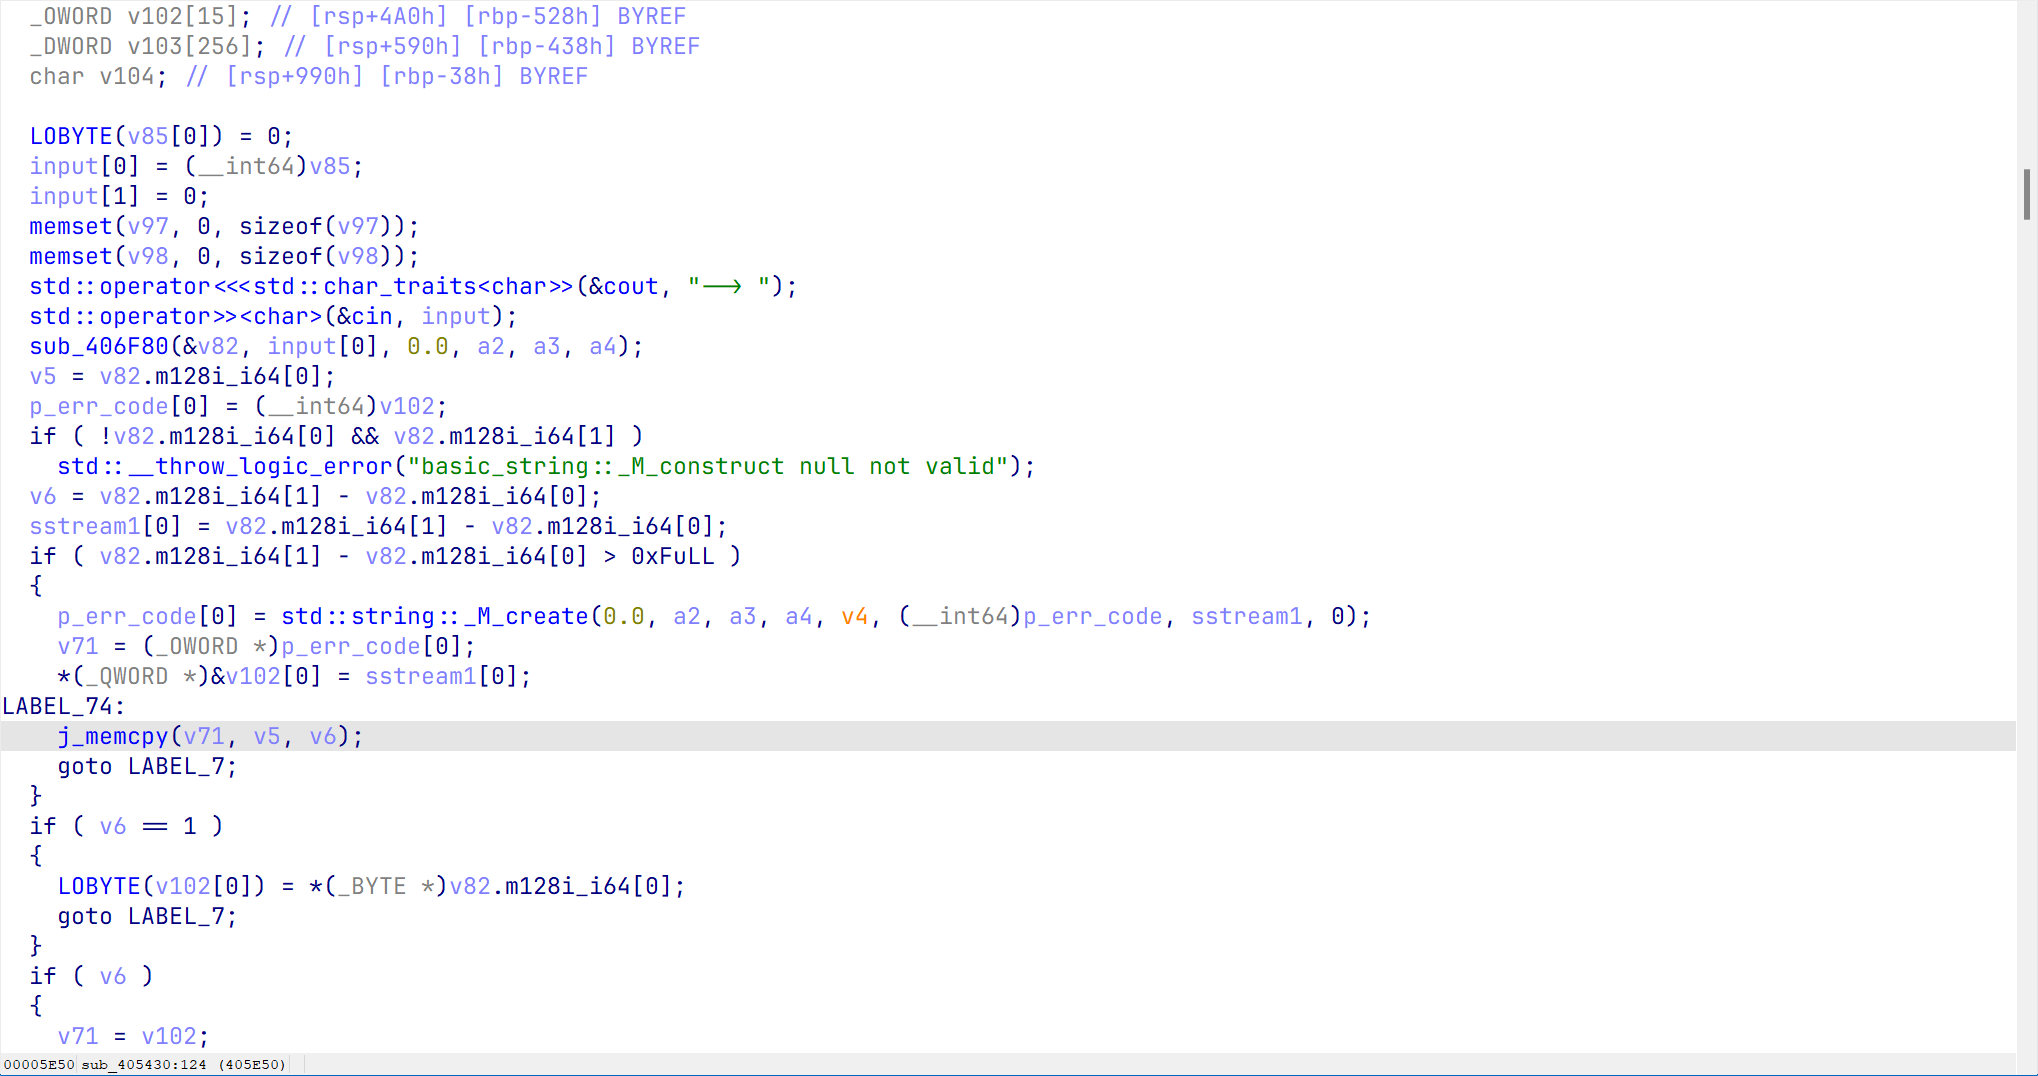 _OWORD v102[15]; // [rsp+4A0h] [rbp-528h] BYREF
_DWORD v103[256]; // [rsp+590h] [rbp-438h] BYREF
char v104; // [rsp+990h] [rbp-38h] BYREF
LOBYTE(v85[0]) = 0;
input[0] = (__int64)v85;
input[1] = 0;
memset(v97, 0, sizeof(v97));
memset(v98, 0, sizeof(v98));
std::operator<<<std::char_traits<char>>(&cout, "--> ");
std::operator>><char>(&cin, input);
sub_406F80(&v82, input[0], 0.0, a2, a3, a4);
v5 = v82.m128i_i64[0];
p_err_code[0] = (__int64)v102;
if ( !v82.m128i_i64[0] && v82.m128i_i64[1] )
std::__throw_logic_error("basic_string::_M_construct null not valid");
v6 = v82.m128i_i64[1] - v82.m128i_i64[0];
sstream1[0] = v82.m128i_i64[1] - v82.m128i_i64[0];
if ( v82.m128i_i64[1] - v82.m128i_i64[0] > 0xFuLL )
{
p_err_code[0] = std::string::_M_create(0.0, a2, a3, a4, v4, (__int64)p_err_code, sstream1, 0);
v71 = (_OWORD *)p_err_code[0];
*(_QWORD *)&v102[0] = sstream1[0];
LABEL_74:
j_memcpy(v71, v5, v6);
goto LABEL_7;
}
if ( v6 == 1 )
{
LOBYTE(v102[0]) = *(_BYTE *)v82.m128i_i64[0];
goto LABEL_7;
}
if ( v6 )
{
v71 = v102;
00005E50 sub_405430:124 (405E50)